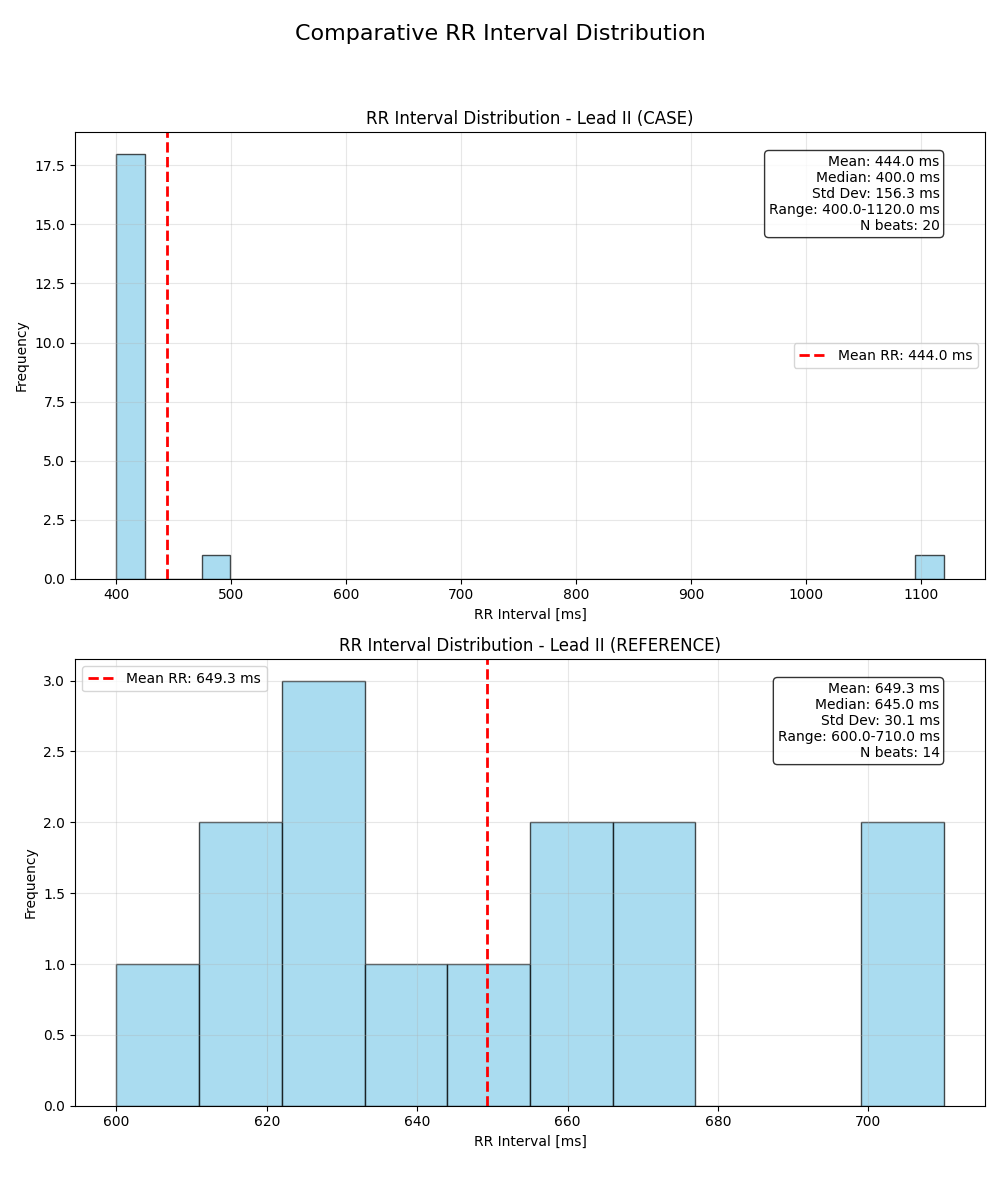 Comparative RR Interval Distribution
RR Interval Distribution - Lead II (CASE)
Mean: 444.0 ms
Median: 400.0 ms
Std Dev: 156.3 ms
Range: 400.0-1120.0 ms
N beats: 20
Mean RR: 444.0 ms
Frequency
17.5
15.0
12.5
10.0
7.5
5.0
2.5
0.0
400 500 600 700 800 900 1000 1100
RR Interval [ms]
RR Interval Distribution - Lead II (REFERENCE)
Mean RR: 649.3 ms
Mean: 649.3 ms
Median: 645.0 ms
Std Dev: 30.1 ms
Range: 600.0-710.0 ms
N beats: 14
Frequency
3.0
2.5
2.0
1.5
1.0
0.5
0.0
600 620 640 660 680 700
RR Interval [ms]